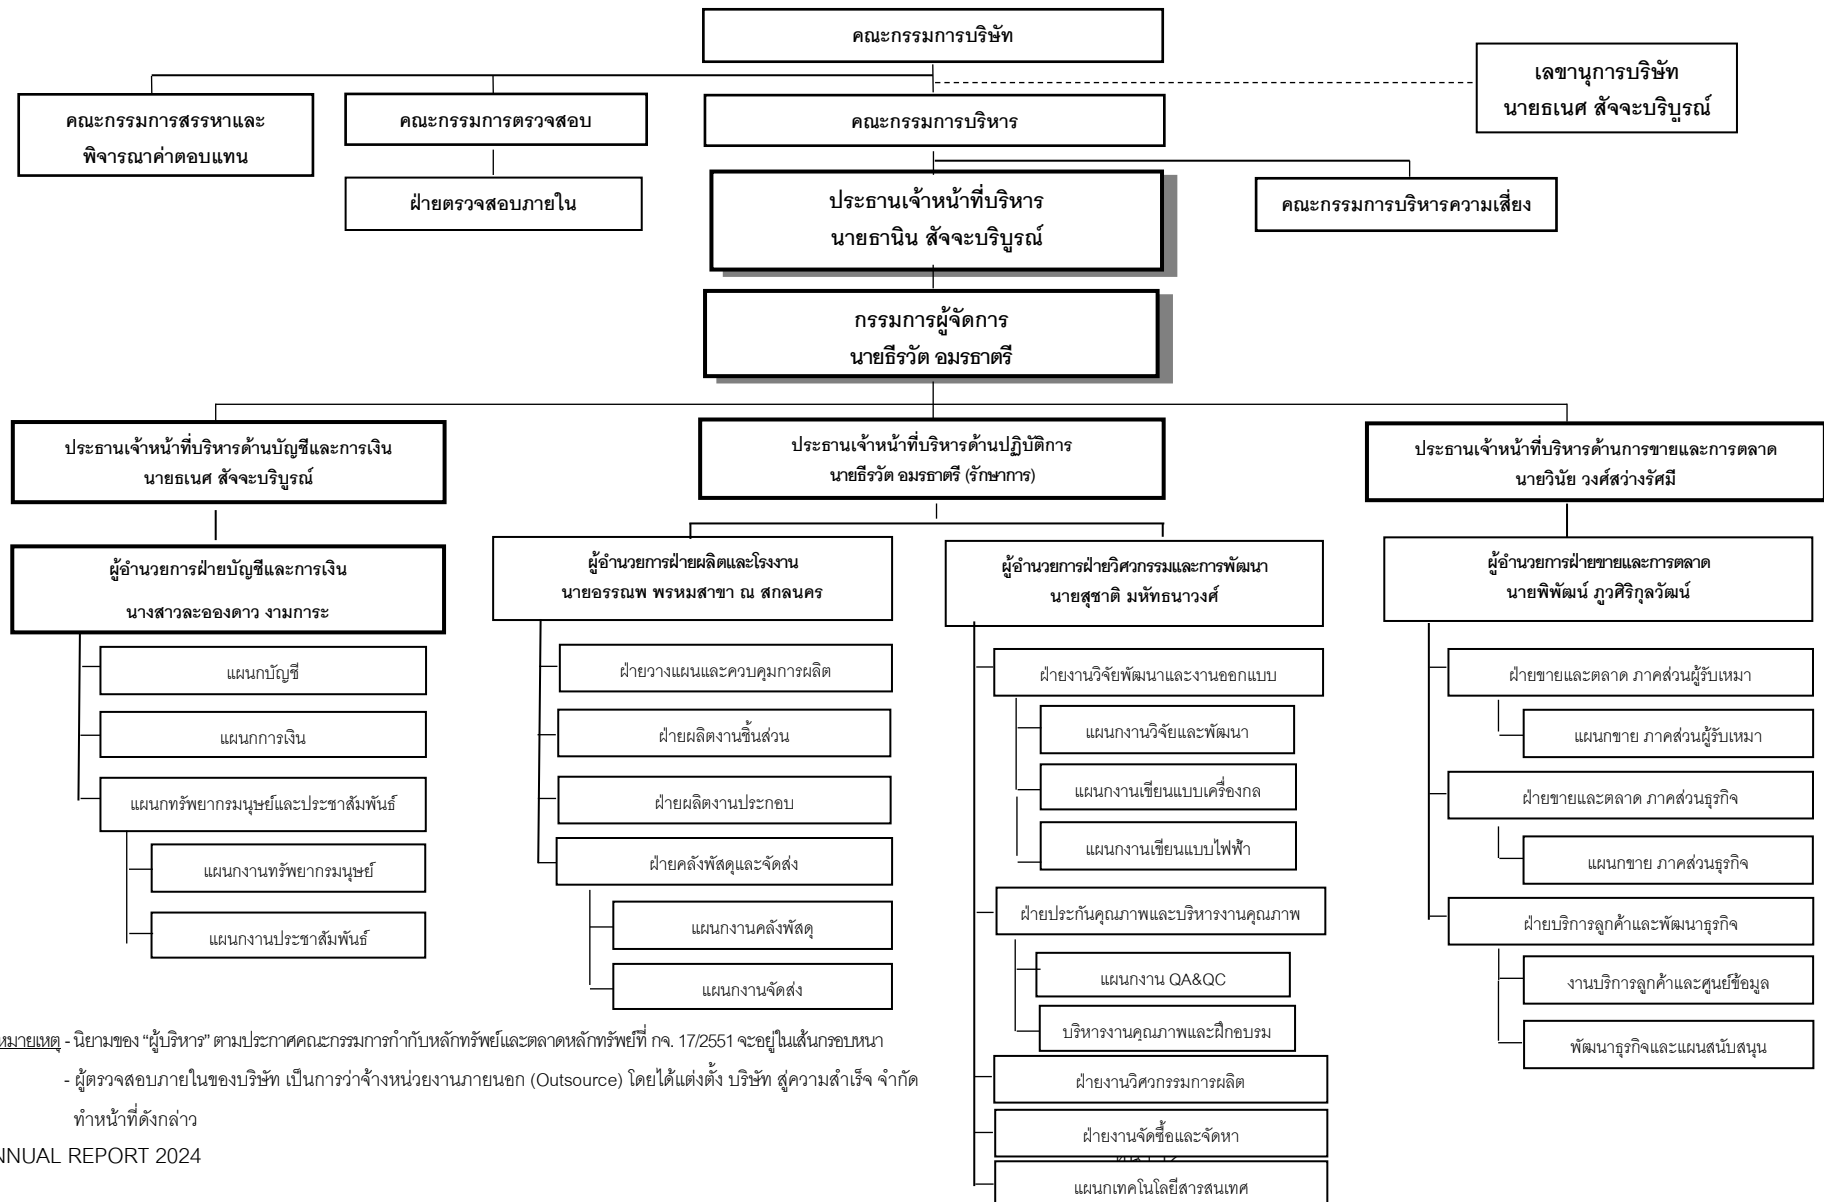 คณะกรรมการบริษัท
เลขานุการบริษัท
นายธเนศ สัจจะบริบูรณ์
คณะกรรมการสรรหาและ
พิจารณาค่าตอบแทน
คณะกรรมการตรวจสอบ
คณะกรรมการบริหาร
ฝ่ายตรวจสอบภายใน
ประธานเจ้าหน้าที่บริหาร
นายธานิน สัจจะบริบูรณ์
คณะกรรมการบริหารความเสี่ยง
กรรมการผู้จัดการ
นายธีรวัต อมรธาตรี
ประธานเจ้าหน้าที่บริหารด้านบัญชีและการเงิน
นายธเนศ สัจจะบริบูรณ์
ประธานเจ้าหน้าที่บริหารด้านปฏิบัติการ
นายธีรวัต อมรธาตรี (รักษาการ)
ประธานเจ้าหน้าที่บริหารด้านการขายและการตลาด
นายวินัย วงศ์สว่างรัศมี
ผู้อำนวยการฝ่ายบัญชีและการเงิน
นางสาวละอองดาว งามการะ
ผู้อำนวยการฝ่ายผลิตและโรงงาน
นายอรรณพ พรหมสาขา ณ สกลนคร
ผู้อำนวยการฝ่ายวิศวกรรมและการพัฒนา
นายสุชาติ มหัทธนาวงศ์
ผู้อำนวยการฝ่ายขายและการตลาด
นายพิพัฒน์ ภูวศิริกุลวัฒน์
แผนกบัญชี
แผนกการเงิน
แผนกทรัพยากรมนุษย์และประชาสัมพันธ์
แผนกงานทรัพยากรมนุษย์
แผนกงานประชาสัมพันธ์
ฝ่ายวางแผนและควบคุมการผลิต
ฝ่ายผลิตงานชิ้นส่วน
ฝ่ายผลิตงานประกอบ
ฝ่ายคลังพัสดุและจัดส่ง
แผนกงานคลังพัสดุ
แผนกงานจัดส่ง
ฝ่ายงานวิจัยพัฒนาและงานออกแบบ
แผนกงานวิจัยและพัฒนา
แผนกงานเขียนแบบเครื่องกล
แผนกงานเขียนแบบไฟฟ้า
ฝ่ายประกันคุณภาพและบริหารงานคุณภาพ
แผนกงาน QA&QC
บริหารงานคุณภาพและฝึกอบรม
ฝ่ายงานวิศวกรรมการผลิต
ฝ่ายงานจัดซื้อและจัดหา
แผนกเทคโนโลยีสารสนเทศ
ฝ่ายขายและตลาด ภาคส่วนผู้รับเหมา
แผนกขาย ภาคส่วนผู้รับเหมา
ฝ่ายขายและตลาด ภาคส่วนธุรกิจ
แผนกขาย ภาคส่วนธุรกิจ
ฝ่ายบริการลูกค้าและพัฒนาธุรกิจ
งานบริการลูกค้าและศูนย์ข้อมูล
พัฒนาธุรกิจและแผนสนับสนุน
หมายเหตุ - นิยามของ “ผู้บริหาร” ตามประกาศคณะกรรมการกำกับหลักทรัพย์และตลาดหลักทรัพย์ที่ กจ. 17/2551 จะอยู่ในเส้นกรอบหนา
- ผู้ตรวจสอบภายในของบริษัท เป็นการว่าจ้างหน่วยงานภายนอก (Outsource) โดยได้แต่งตั้ง บริษัท สู่ความสำเร็จ จำกัด
ทำหน้าที่ดังกล่าว
NNUAL REPORT 2024